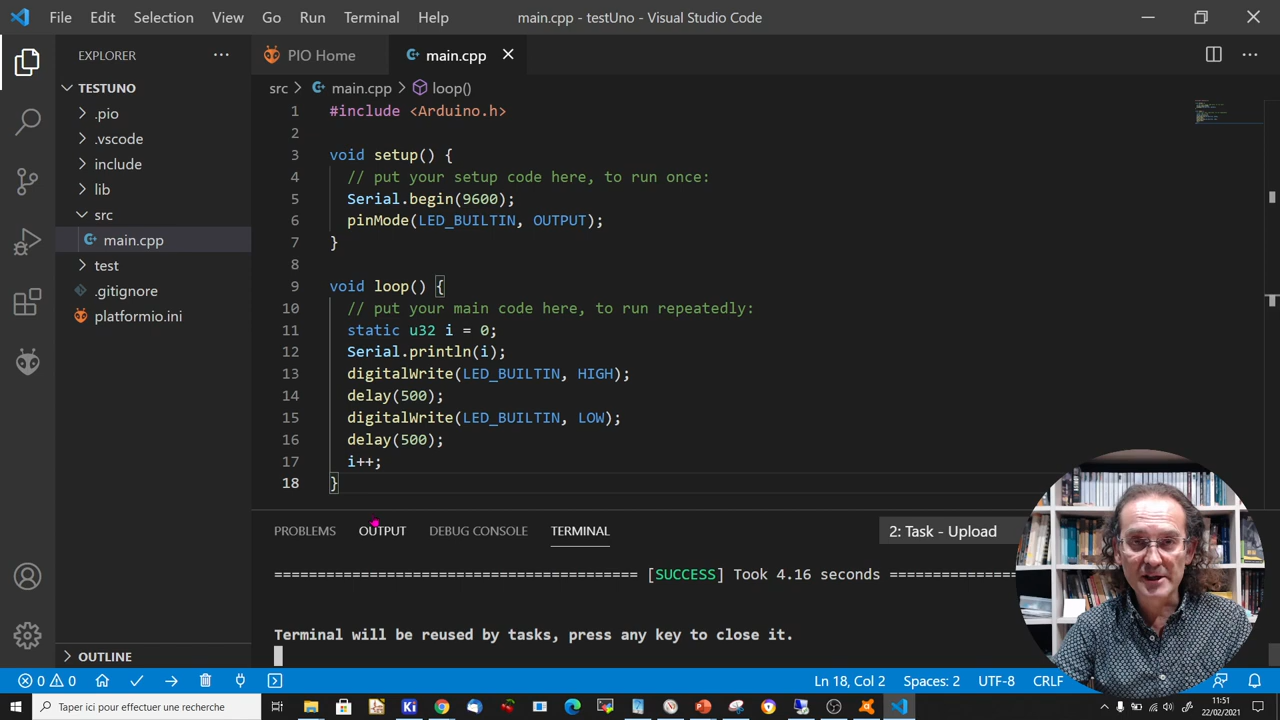 File Edit Selection View Go Run Terminal Help main.cpp - testUno - Visual Studio Code
EXPLORER
PIO Home
main.cpp
TESTUNO
.pio
.vscode
include
lib
src
main.cpp
test
.gitignore
platformio.ini
OUTLINE
src main.cpp loop()
1 #include <Arduino.h>
2
3 void setup() {
4 // put your setup code here, to run once:
5 Serial.begin(9600);
6 pinMode(LED_BUILTIN, OUTPUT);
7 }
8
9 void loop() {
10 // put your main code here, to run repeatedly:
11 static u32 i = 0;
12 Serial.println(i);
13 digitalWrite(LED_BUILTIN, HIGH);
14 delay(500);
15 digitalWrite(LED_BUILTIN, LOW);
16 delay(500);
17 i++;
18 }
PROBLEMS OUTPUT DEBUG CONSOLE TERMINAL 2: Task - Upload
========================================= [SUCCESS] Took 4.16 seconds ================
Terminal will be reused by tasks, press any key to close it.
0 0 Ln 18, Col 2 Spaces: 2 UTF-8 CRLF
Taper ici pour effectuer une recherche
Ki
11:51
22/02/2021